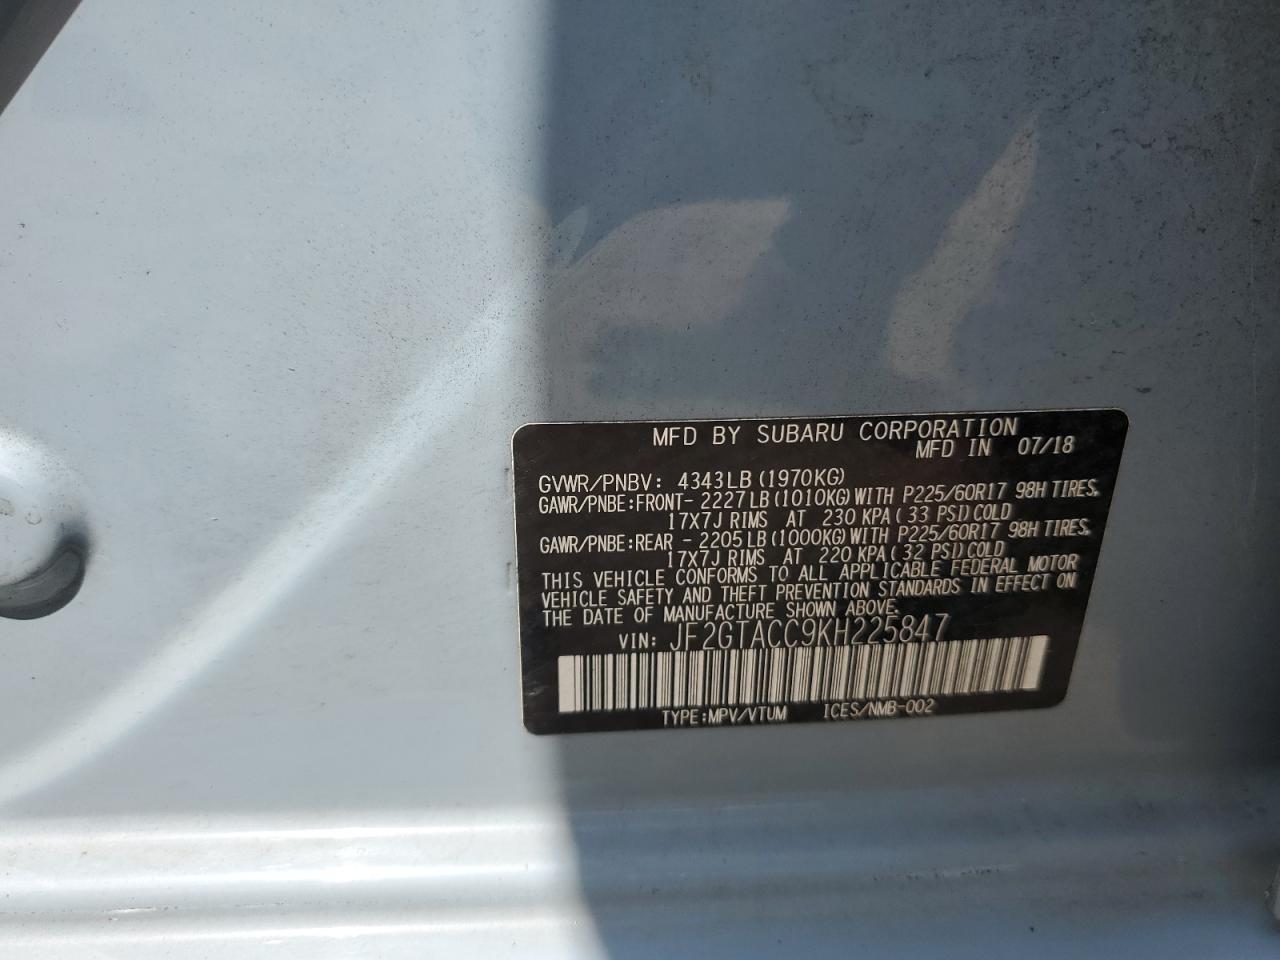 MFD BY SUBARU CORPORATION
MFD IN 07/18
GVWR/PNBV: 4343LB (1970KG)
GAWR/PNBE:FRONT- 2227LB (1010KG) WITH P225/60R17 98H TIRES,
17X7J RIMS AT 230 KPA (33 PSI) COLD
GAWR/PNBE:REAR - 2205LB (1000KG) WITH P225/60R17 98H TIRES,
17X7J RIMS AT 220 KPA (32 PSI) COLD
THIS VEHICLE CONFORMS TO ALL APPLICABLE FEDERAL MOTOR
VEHICLE SAFETY AND THEFT PREVENTION STANDARDS IN EFFECT ON
THE DATE OF MANUFACTURE SHOWN ABOVE.
VIN: JF2GTACC9KH225847
TYPE:MPV/VTUM ICES/NMB-002